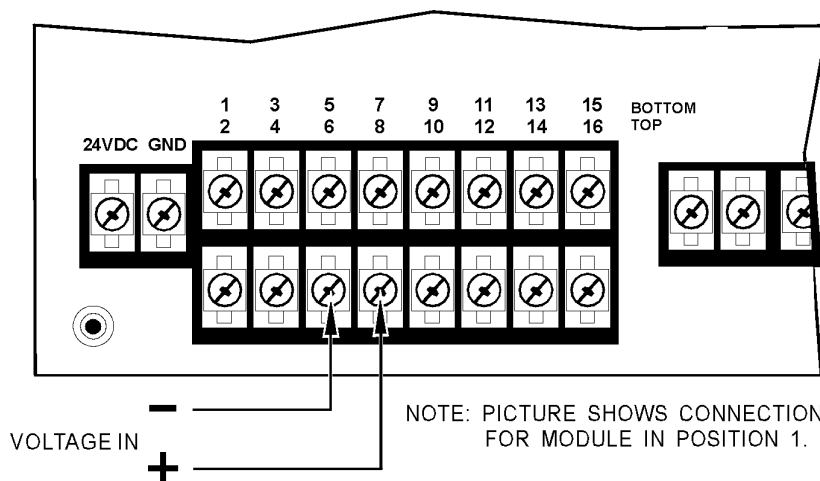 1 3 5 7 9 11 13 15 BOTTOM
2 4 6 8 10 12 14 16 TOP
24VDC GND
VOLTAGE IN
NOTE: PICTURE SHOWS CONNECTION
FOR MODULE IN POSITION 1.